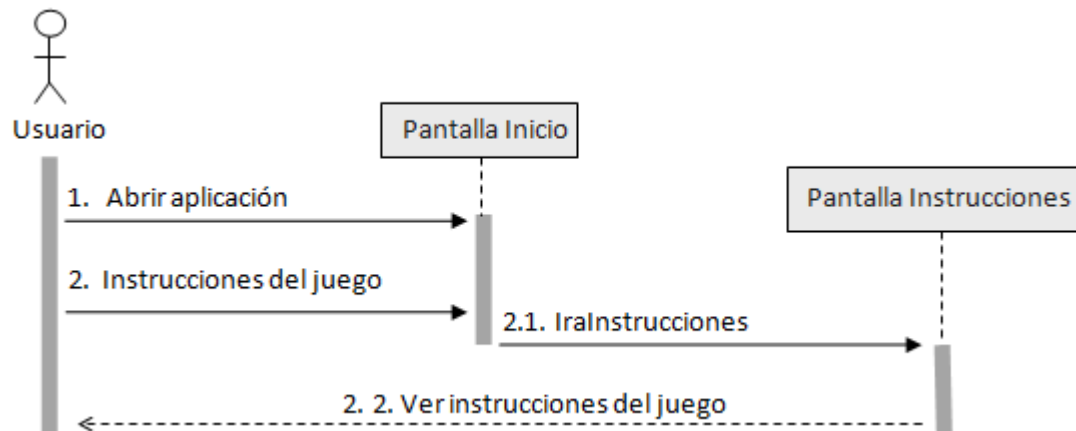 Usuario
Pantalla Inicio
1. Abrir aplicación
Pantalla Instrucciones
2. Instrucciones del juego
2.1. IraInstrucciones
2. 2. Ver instrucciones del juego